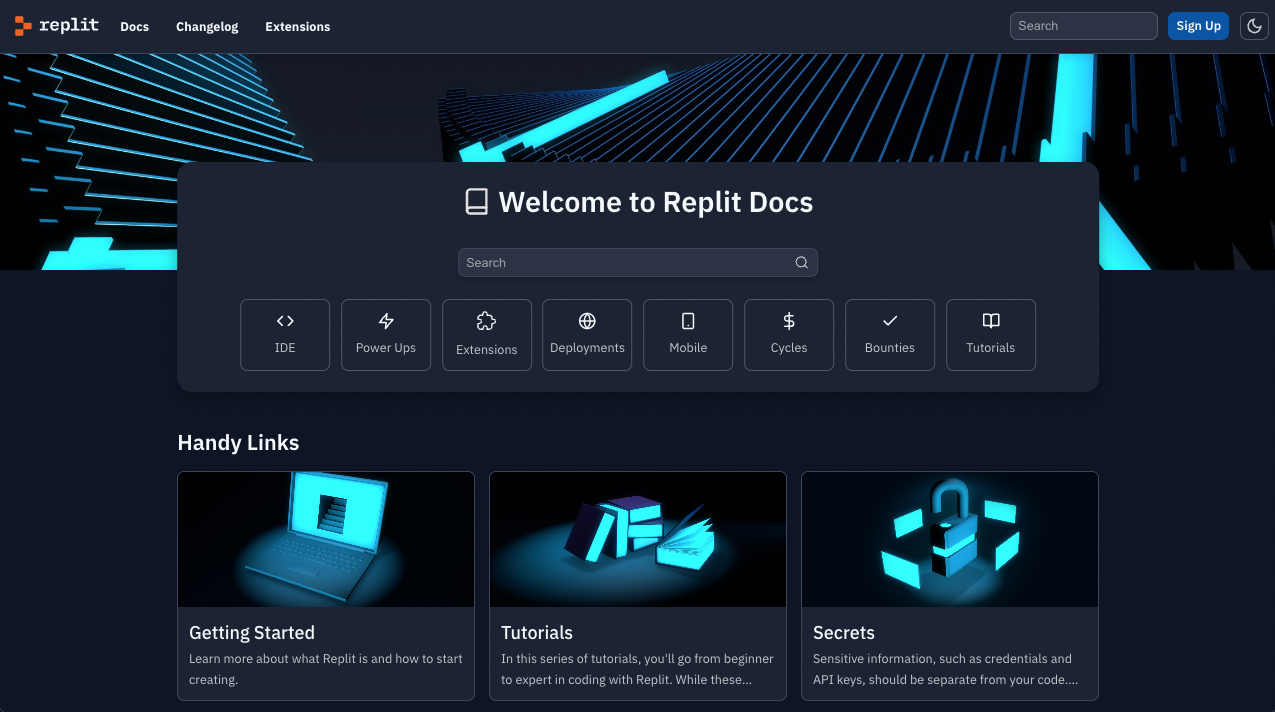 replit
Docs
Changelog
Extensions
Search
Sign Up
Welcome to Replit Docs
Search
IDE
Power Ups
Extensions
Deployments
Mobile
Cycles
Bounties
Tutorials
Handy Links
Getting Started
Learn more about what Replit is and how to start
creating.
Tutorials
In this series of tutorials, you'll go from beginner
to expert in coding with Replit. While these...
Secrets
Sensitive information, such as credentials and
API keys, should be separate from your code....